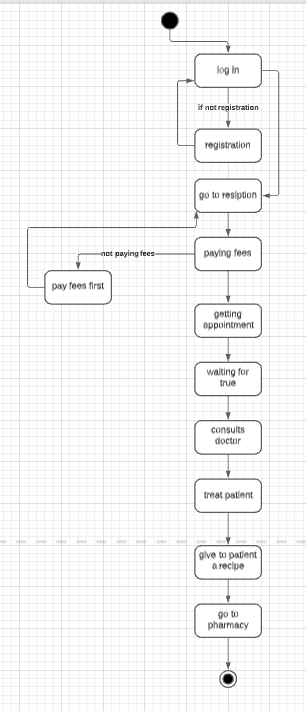 log in
if not registration
registration
go to resiption
paying fees
not paying fees
pay fees first
getting
appointment
waiting for
true
consults
doctor
treat patient
give to patient
a recipe
go to
pharmacy